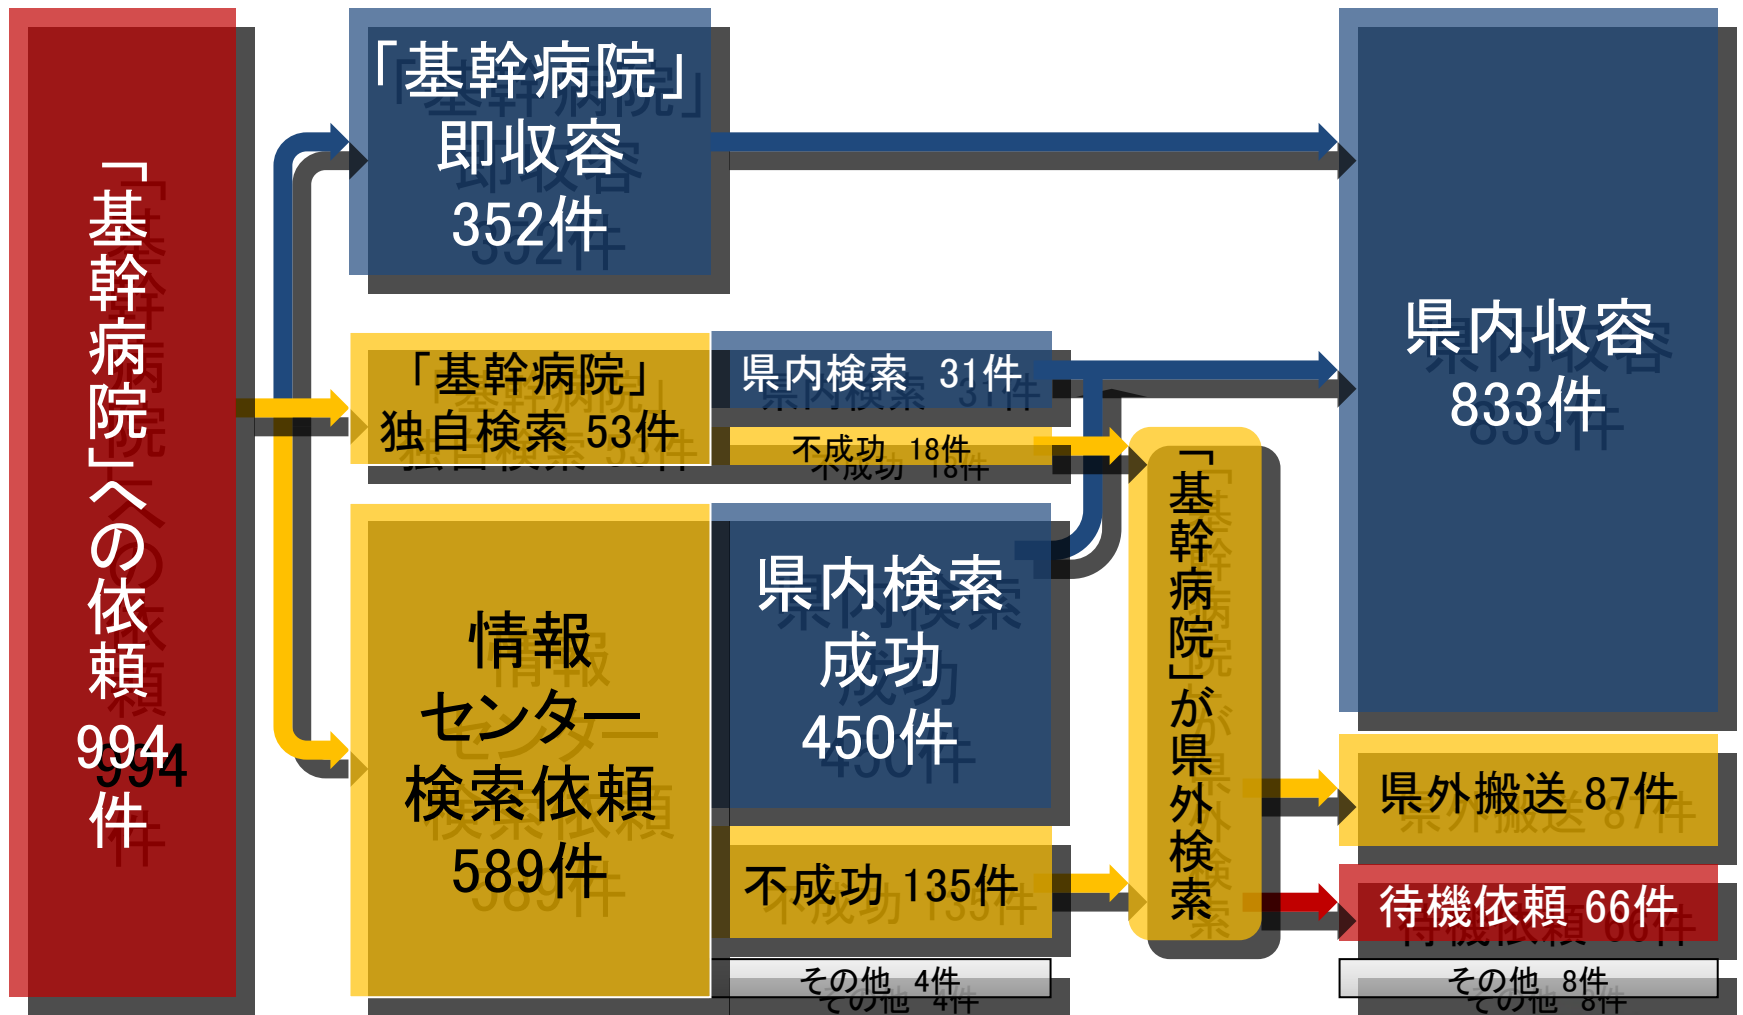 「基幹病院」への依頼 994件
「基幹病院」
即収容
352件
「基幹病院」
独自検索 53件
県内検索 31件
不成功 18件
情報
センター
検索依頼
589件
県内検索
成功
450件
不成功 135件
その他 4件
「基幹病院」が県外検索
県内収容
833件
県外搬送 87件
待機依頼 66件
その他 8件